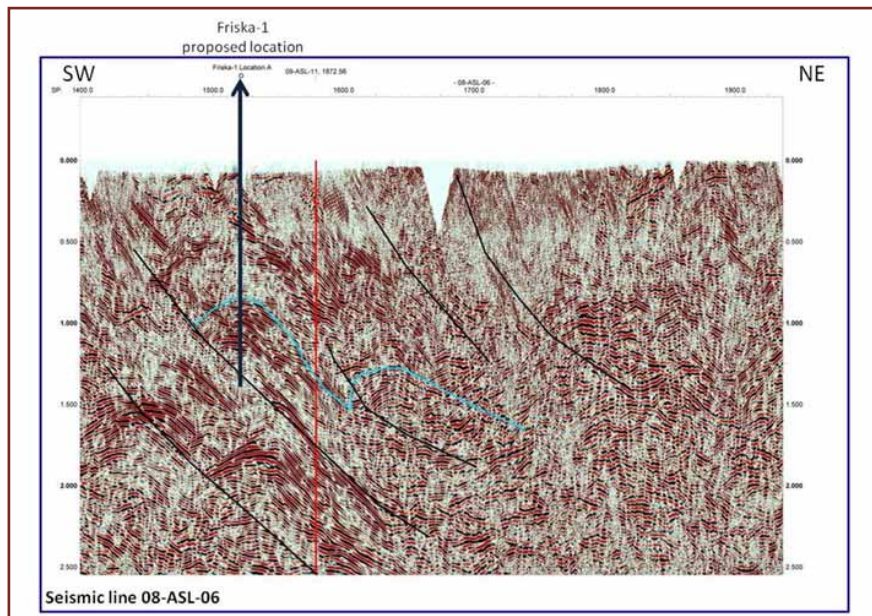 Friska-1
proposed location
SW
Friska-1 Location A
09-ASL-11, 1872.56
- 08-ASL-06 -
NE
SP: 1400.0 1500.0 1600.0 1700.0 1800.0 1900.0
0.000 0.000
0.500 0.500
1.000 1.000
1.500 1.500
2.000 2.000
2.500 2.500
Seismic line 08-ASL-06